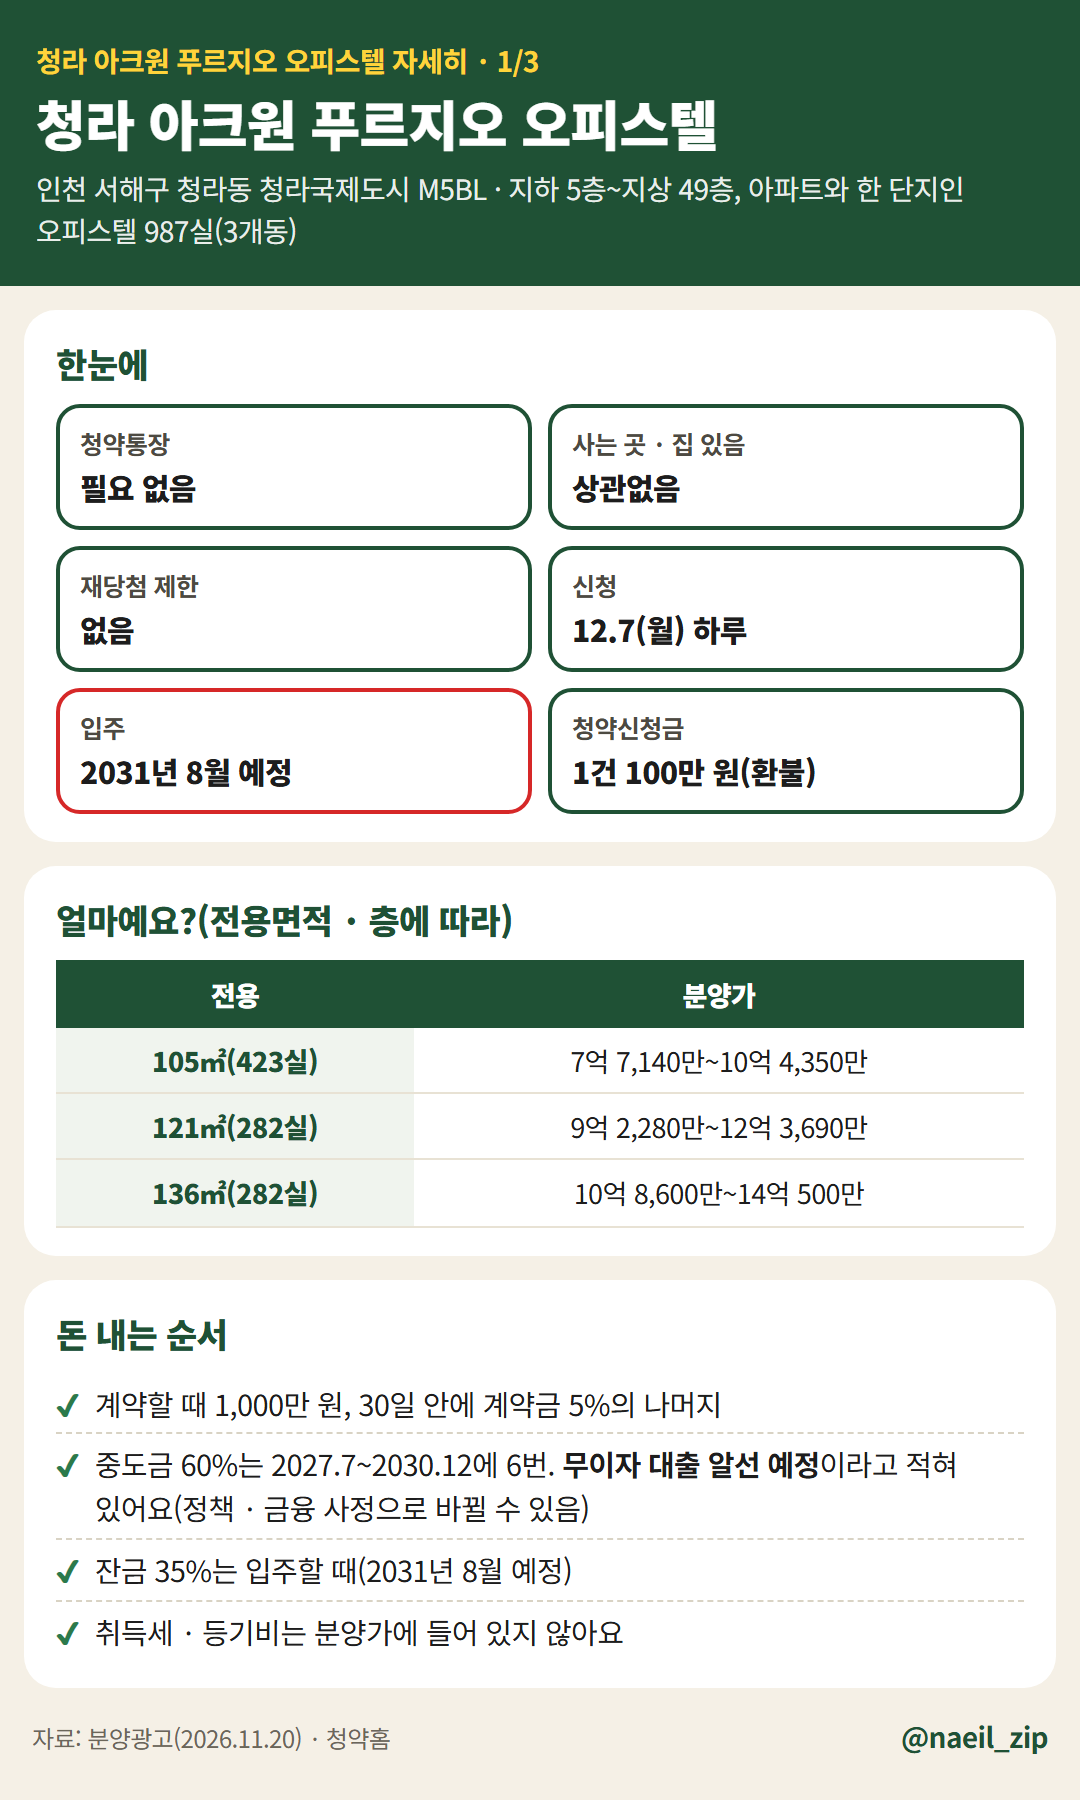 청라 아크원 푸르지오 오피스텔 자세히 · 1/3
청라 아크원 푸르지오 오피스텔
인천 서해구 청라동 청라국제도시 M5BL · 지하 5층~지상 49층, 아파트와 한 단지인
오피스텔 987실(3개동)
한눈에
청약통장
필요 없음
사는 곳 · 집 있음
상관없음
재당첨 제한
없음
신청
12.7(월) 하루
입주
2031년 8월 예정
청약신청금
1건 100만 원(환불)
얼마예요?(전용면적 · 층에 따라)
전용 분양가
105㎡(423실) 7억 7,140만~10억 4,350만
121㎡(282실) 9억 2,280만~12억 3,690만
136㎡(282실) 10억 8,600만~14억 500만
돈 내는 순서
✔ 계약할 때 1,000만 원, 30일 안에 계약금 5%의 나머지
✔ 중도금 60%는 2027.7~2030.12에 6번. 무이자 대출 알선 예정이라고 적혀
있어요(정책 · 금융 사정으로 바뀔 수 있음)
✔ 잔금 35%는 입주할 때(2031년 8월 예정)
✔ 취득세 · 등기비는 분양가에 들어 있지 않아요
자료: 분양광고(2026.11.20) · 청약홈
@naeil_zip